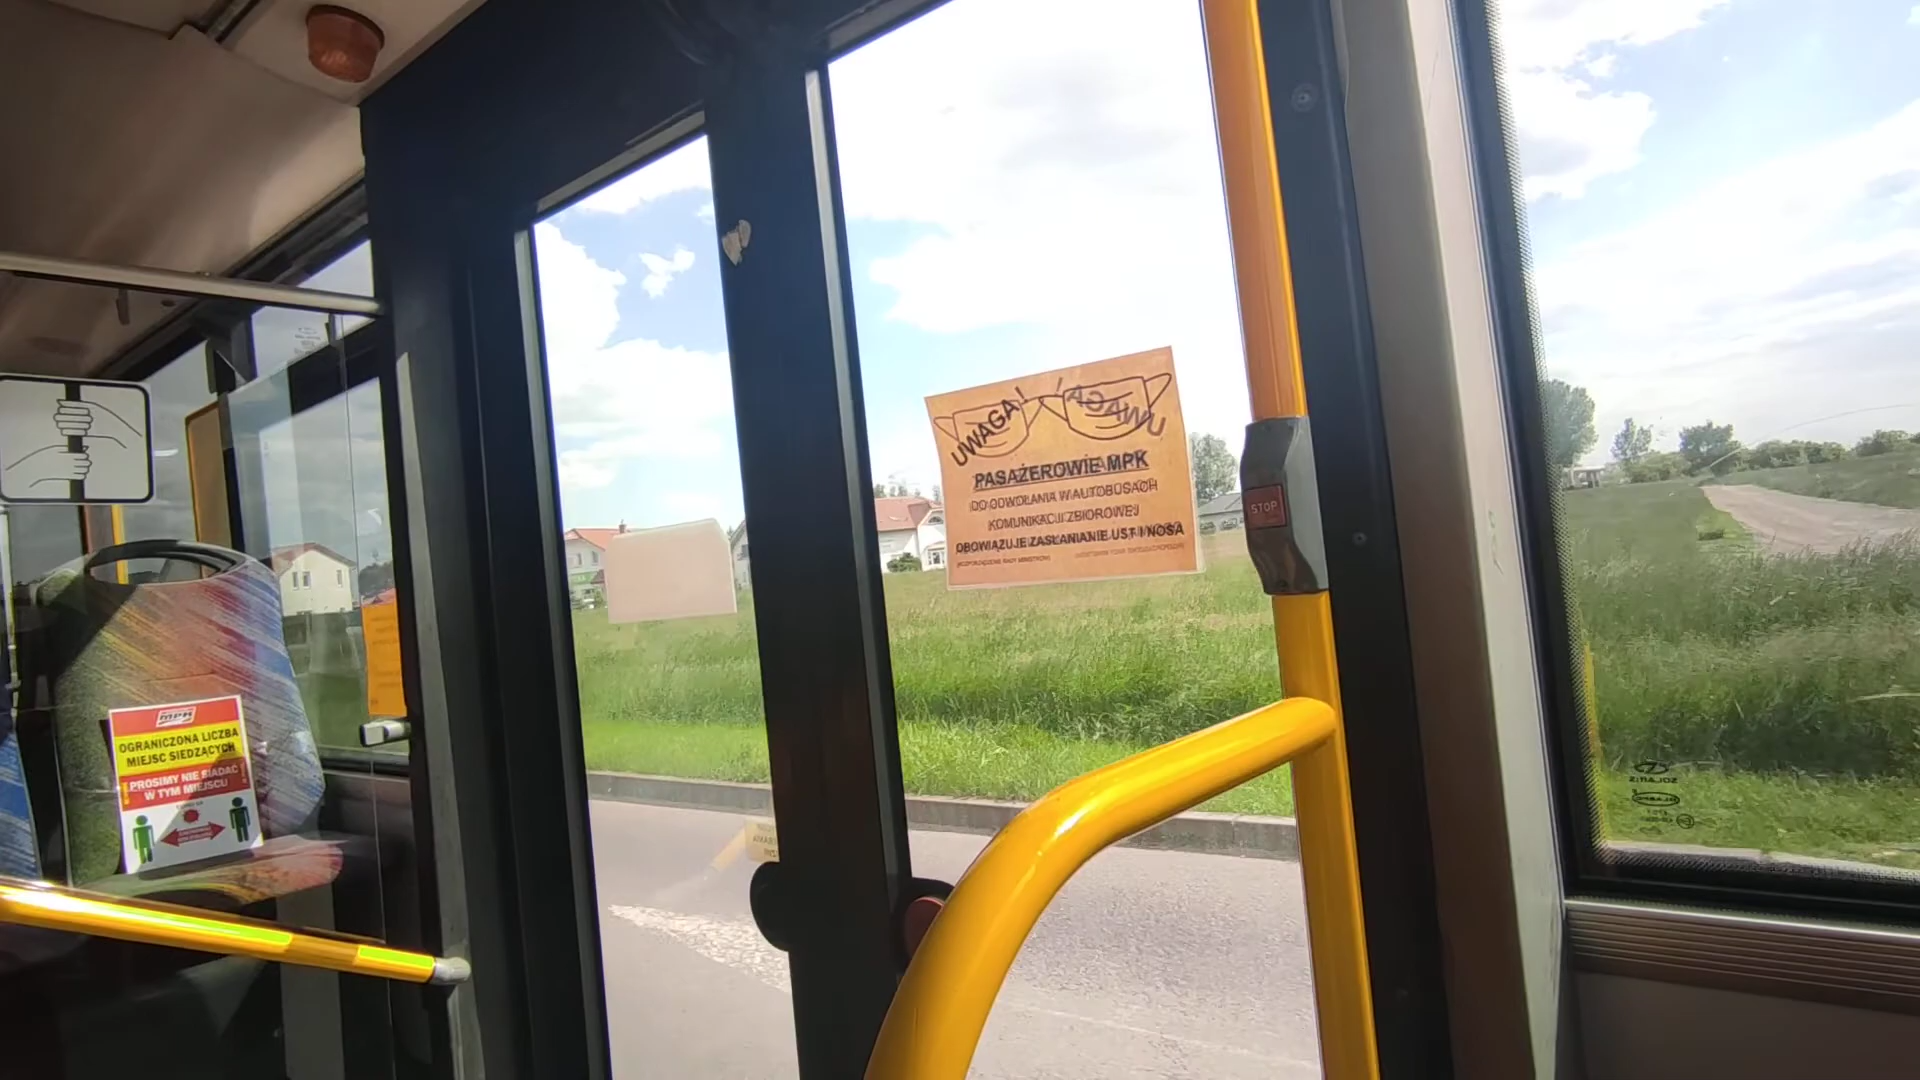 UWAGA!
PASAŻEROWIE MPK
DO ODWOŁANIA W AUTOBUSACH
KOMUNIKACJI ZBIOROWEJ
OBOWIĄZUJE ZASŁANIANIE UST I NOSA
STOP
MPK
OGRANICZONA LICZBA
MIEJSC SIEDZĄCYCH
PROSIMY NIE SIADAĆ
W TYM MIEJSCU